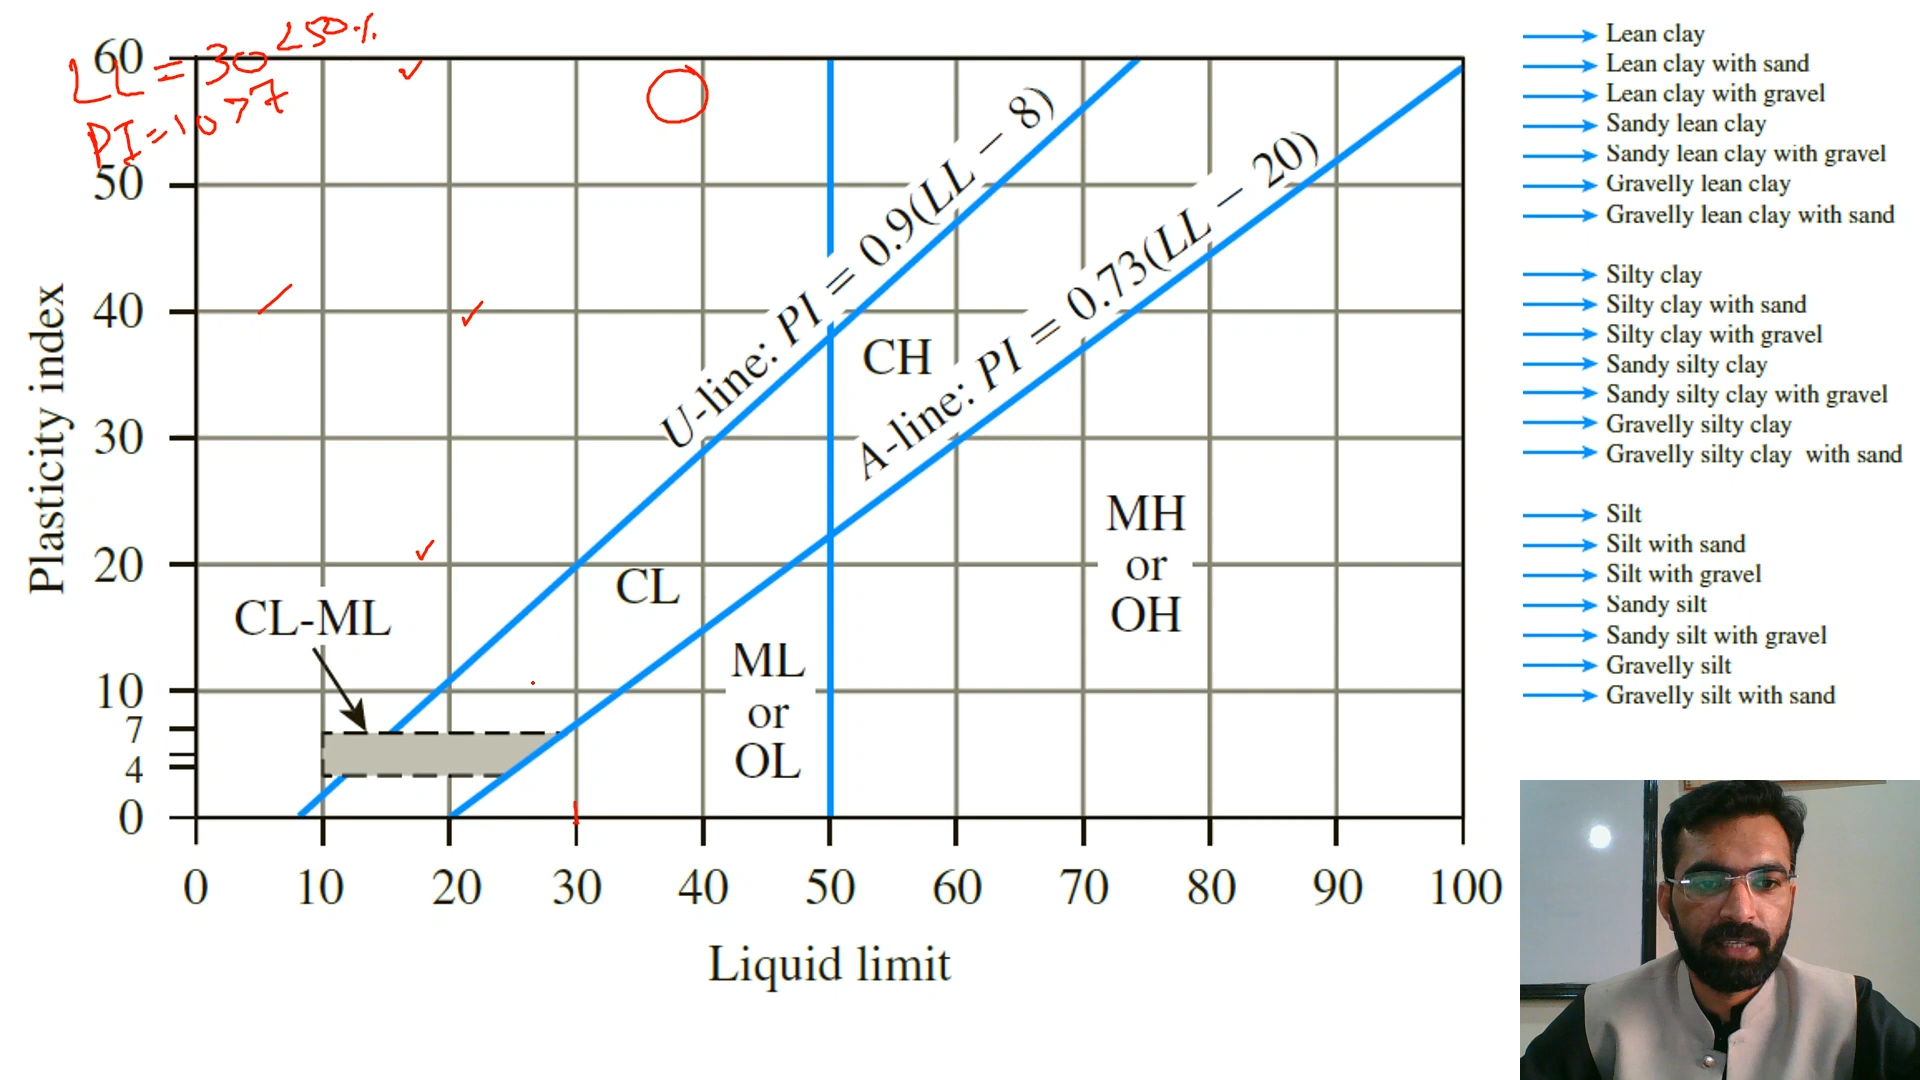 LL = 30 <50%
PI = 10 > 7
60
50
40
30
20
10
7
4
0
Plasticity index
U-line: PI = 0.9(LL − 8)
A-line: PI = 0.73(LL − 20)
CH
CL
CL-ML
MH
or
OH
ML
or
OL
0 10 20 30 40 50 60 70 80 90 100
Liquid limit
Lean clay
Lean clay with sand
Lean clay with gravel
Sandy lean clay
Sandy lean clay with gravel
Gravelly lean clay
Gravelly lean clay with sand
Silty clay
Silty clay with sand
Silty clay with gravel
Sandy silty clay
Sandy silty clay with gravel
Gravelly silty clay
Gravelly silty clay with sand
Silt
Silt with sand
Silt with gravel
Sandy silt
Sandy silt with gravel
Gravelly silt
Gravelly silt with sand